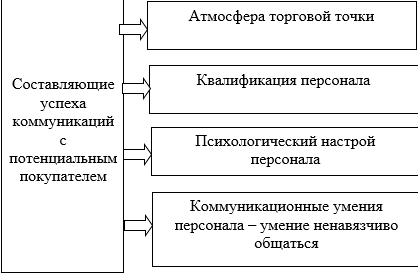 Составляющие
успеха
коммуникаций
с
потенциальным
покупателем
Атмосфера торговой точки
Квалификация персонала
Психологический настрой
персонала
Коммуникационные умения
персонала – умение ненавязчиво
общаться